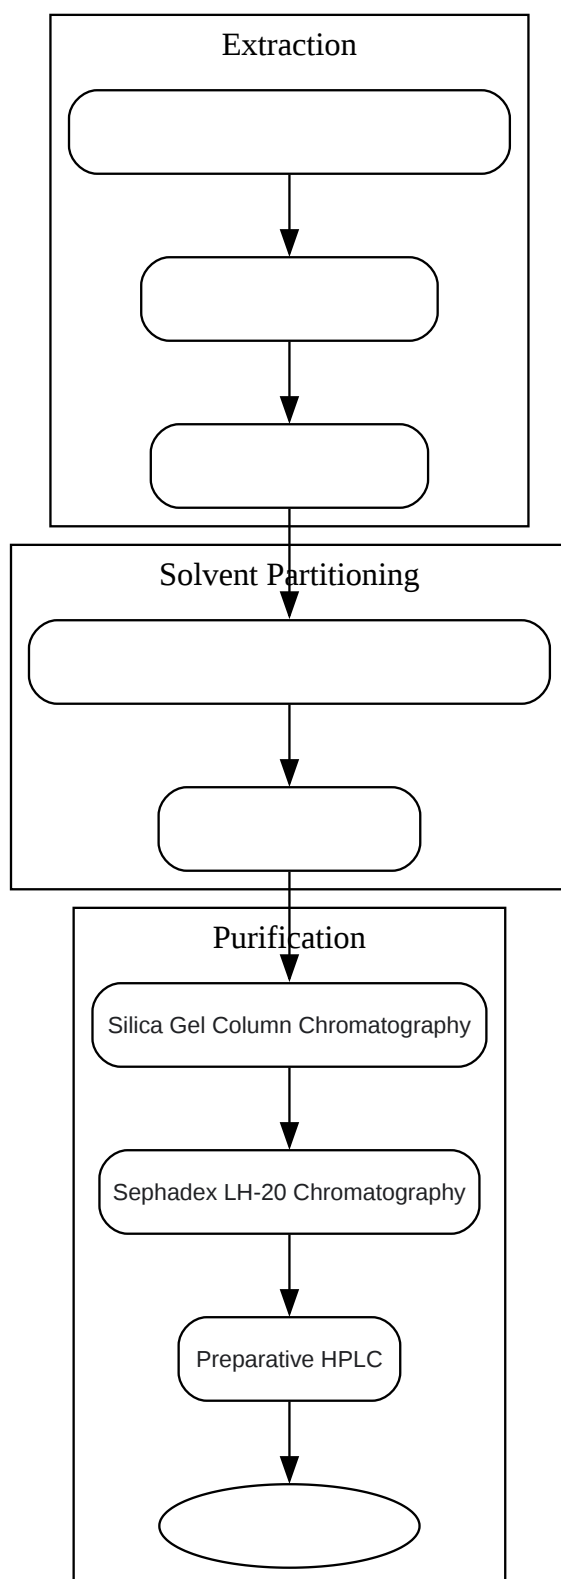 Extraction
Solvent Partitioning
Purification
Silica Gel Column Chromatography
Sephadex LH-20 Chromatography
Preparative HPLC